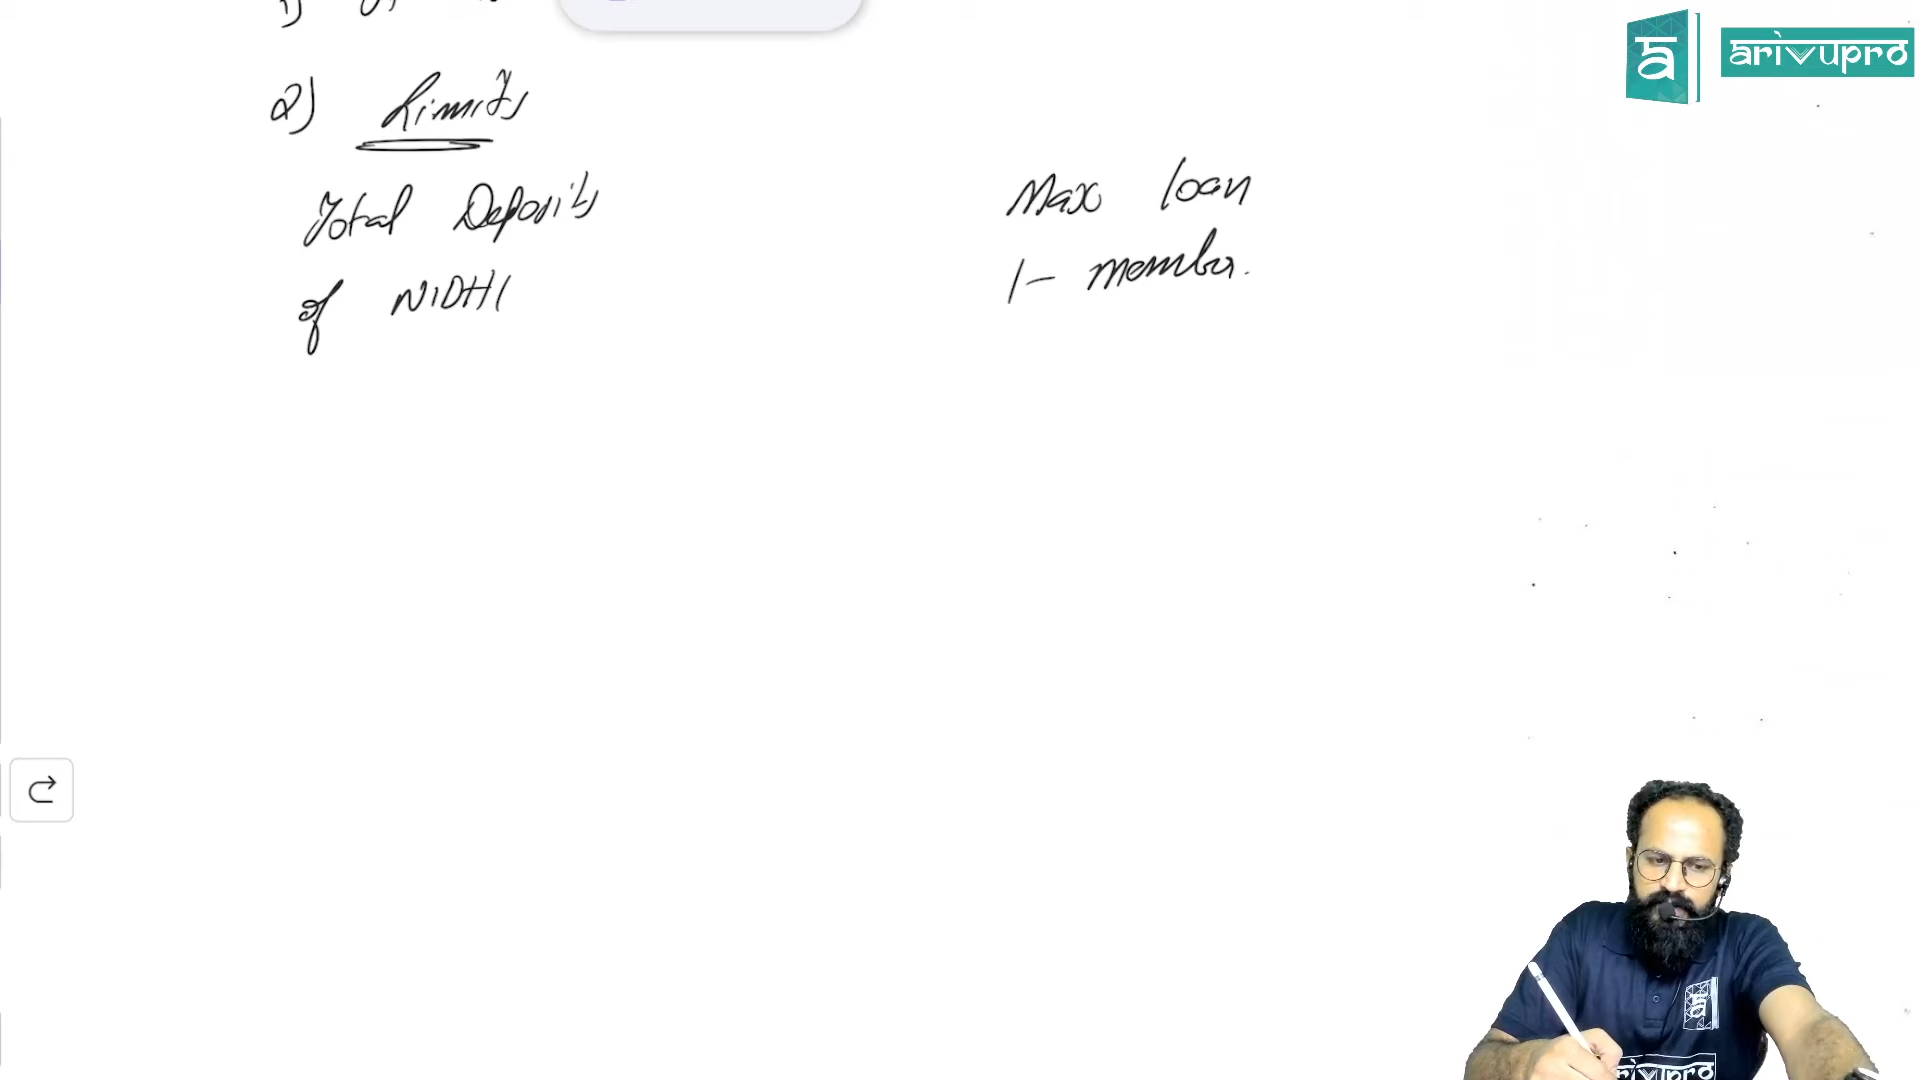 arivupro
2) Limits
Total Deposits
of NIDHI
Max loan
1- member.